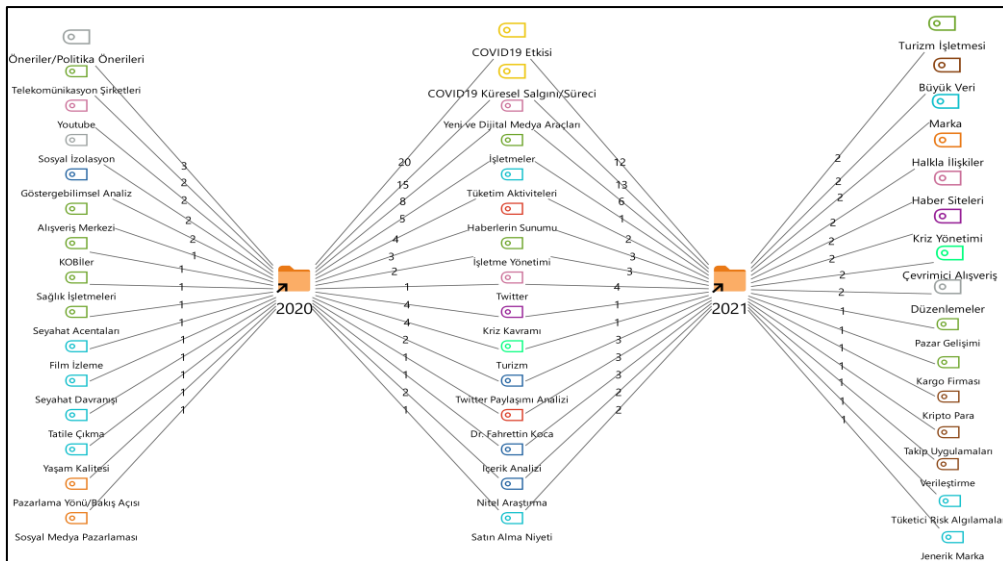 Öneriler/Politika Önerileri
Telekomünikasyon Şirketleri
Youtube
Sosyal İzolasyon
Göstergebilimsel Analiz
Alışveriş Merkezi
KOBİler
Sağlık İşletmeleri
Seyahat Acentaları
Film İzleme
Seyahat Davranışı
Tatile Çıkma
Yaşam Kalitesi
Pazarlama Yönü/Bakış Açısı
Sosyal Medya Pazarlaması
3
2
2
2
2
1
1
1
1
1
1
1
1
1
1
2020
20
15
8
5
4
3
2
1
4
2
1
1
2
1
COVID19 Etkisi
COVID19 Küresel Salgını/Süreci
Yeni ve Dijital Medya Araçları
İşletmeler
Tüketim Aktiviteleri
Haberlerin Sunumu
İşletme Yönetimi
Twitter
Kriz Kavramı
Turizm
Twitter Paylaşımı Analizi
Dr. Fahrettin Koca
İçerik Analizi
Nitel Araştırma
Satın Alma Niyeti
12
13
6
1
2
3
3
4
1
3
3
3
2
2
2021
2
2
2
2
2
2
2
2
1
1
1
1
1
1
1
Turizm İşletmesi
Büyük Veri
Marka
Halkla İlişkiler
Haber Siteleri
Kriz Yönetimi
Çevrimiçi Alışveriş
Düzenlemeler
Pazar Gelişimi
Kargo Firması
Kripto Para
Takip Uygulamaları
Verileştirme
Tüketici Risk Algılamaları
Jenerik Marka